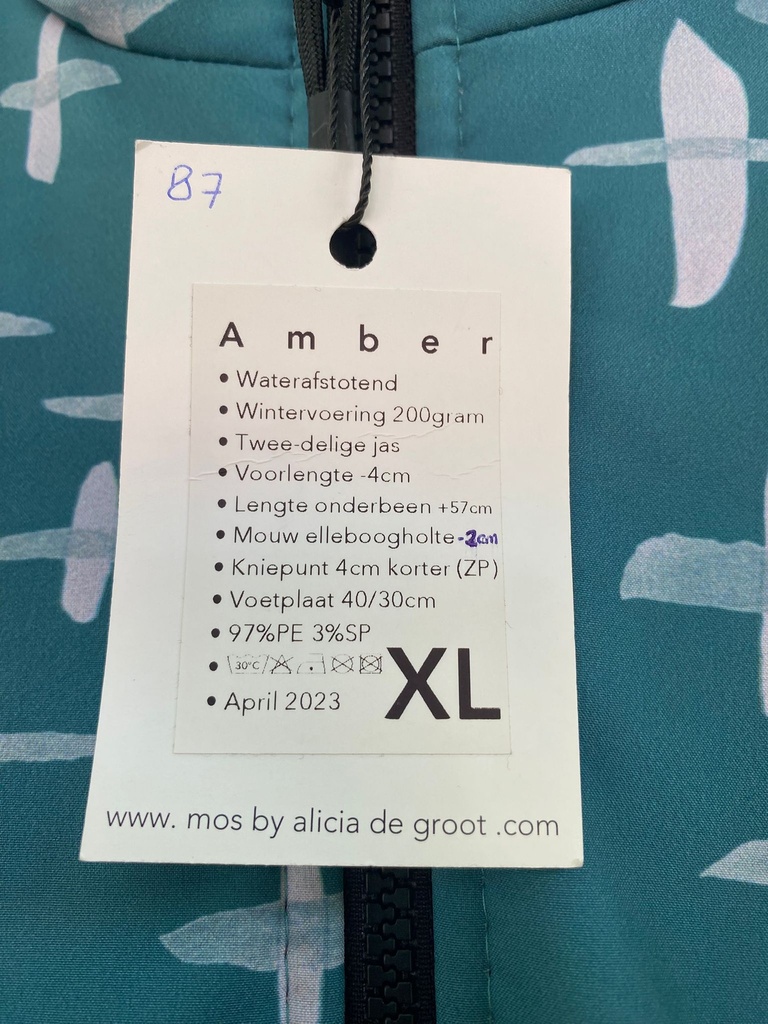 87
Amber
• Waterafstotend
• Wintervoering 200gram
• Twee-delige jas
• Voorlengte -4cm
• Lengte onderbeen +57cm
• Mouw elleboogholte-2cm
• Kniepunt 4cm korter (ZP)
• Voetplaat 40/30cm
• 97%PE 3%SP
• 30°C
XL
• April 2023
www. mos by alicia de groot .com